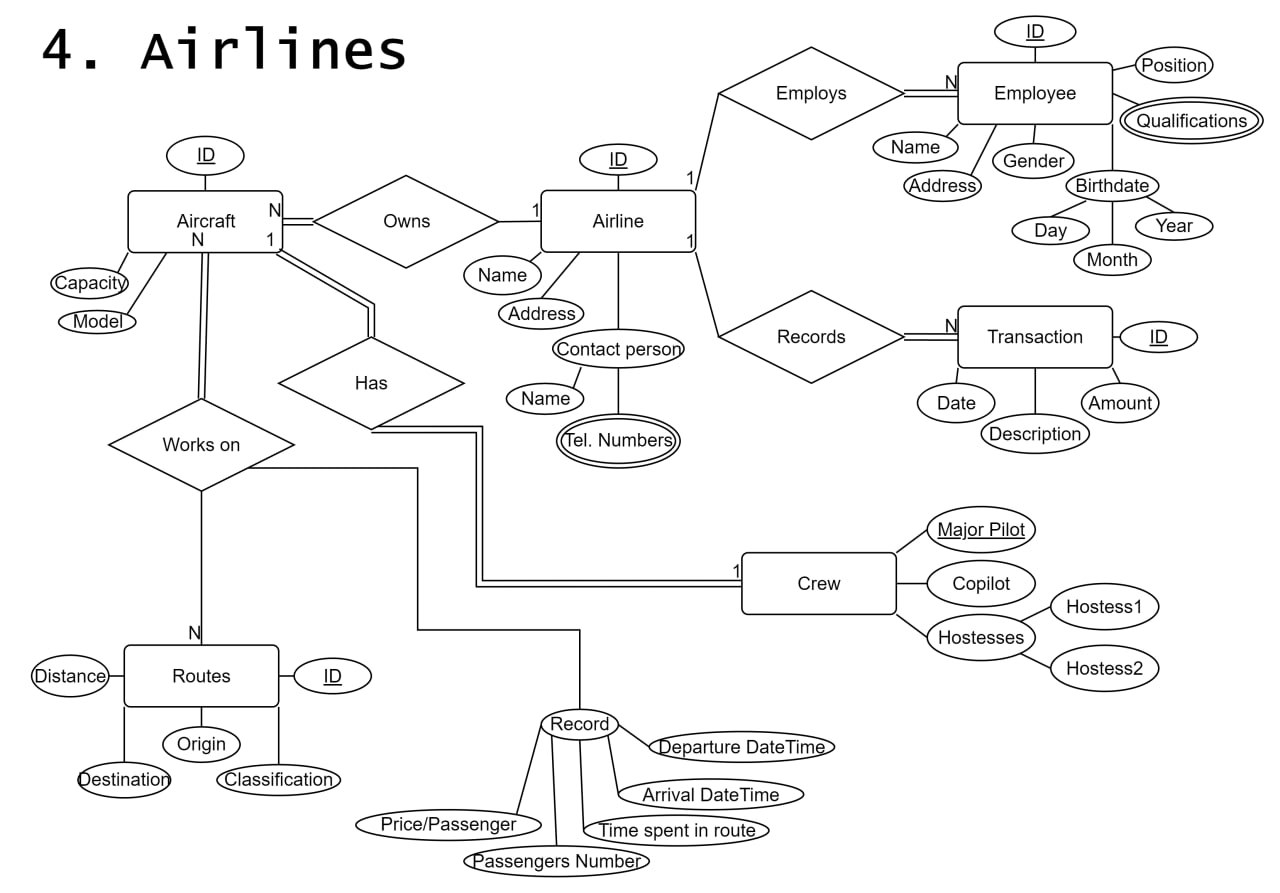 4. Airlines
ID
Position
Employs
N
Employee
Qualifications
Name
Gender
Address
Birthdate
Day
Year
Month
ID
Aircraft
N
N
1
Capacity
Model
Owns
1
ID
Airline
1
1
Name
Address
Contact person
Name
Tel. Numbers
Records
N
Transaction
ID
Date
Amount
Description
Has
Works on
1
Crew
Major Pilot
Copilot
Hostesses
Hostess1
Hostess2
N
Distance
Routes
ID
Origin
Destination
Classification
Record
Departure DateTime
Arrival DateTime
Price/Passenger
Time spent in route
Passengers Number